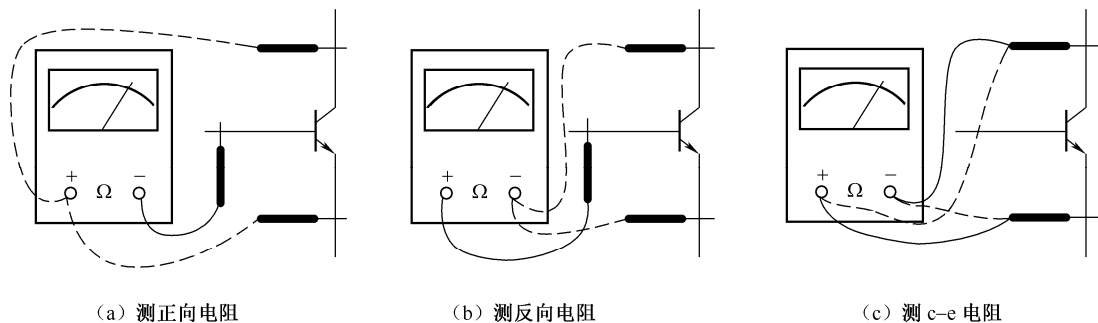 + Ω −
+ Ω −
+ Ω −
（a）测正向电阻
（b）测反向电阻
（c）测 c–e 电阻